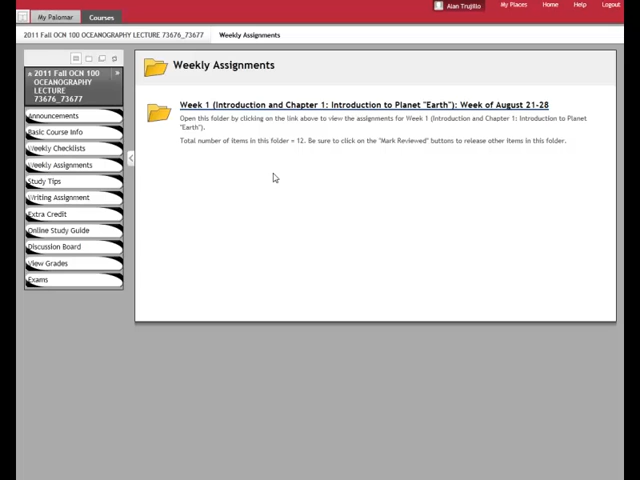 Alan Trujillo My Places Home Help Logout
My Palomar Courses
2011 Fall OCN 100 OCEANOGRAPHY LECTURE 73676_73677 Weekly Assignments
2011 Fall OCN 100
OCEANOGRAPHY
LECTURE
73676_73677
Announcements
Basic Course Info
Weekly Checklists
Weekly Assignments
Study Tips
Writing Assignment
Extra Credit
Online Study Guide
Discussion Board
View Grades
Exams
Weekly Assignments
Week 1 (Introduction and Chapter 1: Introduction to Planet "Earth"): Week of August 21-28
Open this folder by clicking on the link above to view the assignments for Week 1 (Introduction and Chapter 1: Introduction to Planet
"Earth").
Total number of items in this folder = 12. Be sure to click on the "Mark Reviewed" buttons to release other items in this folder.